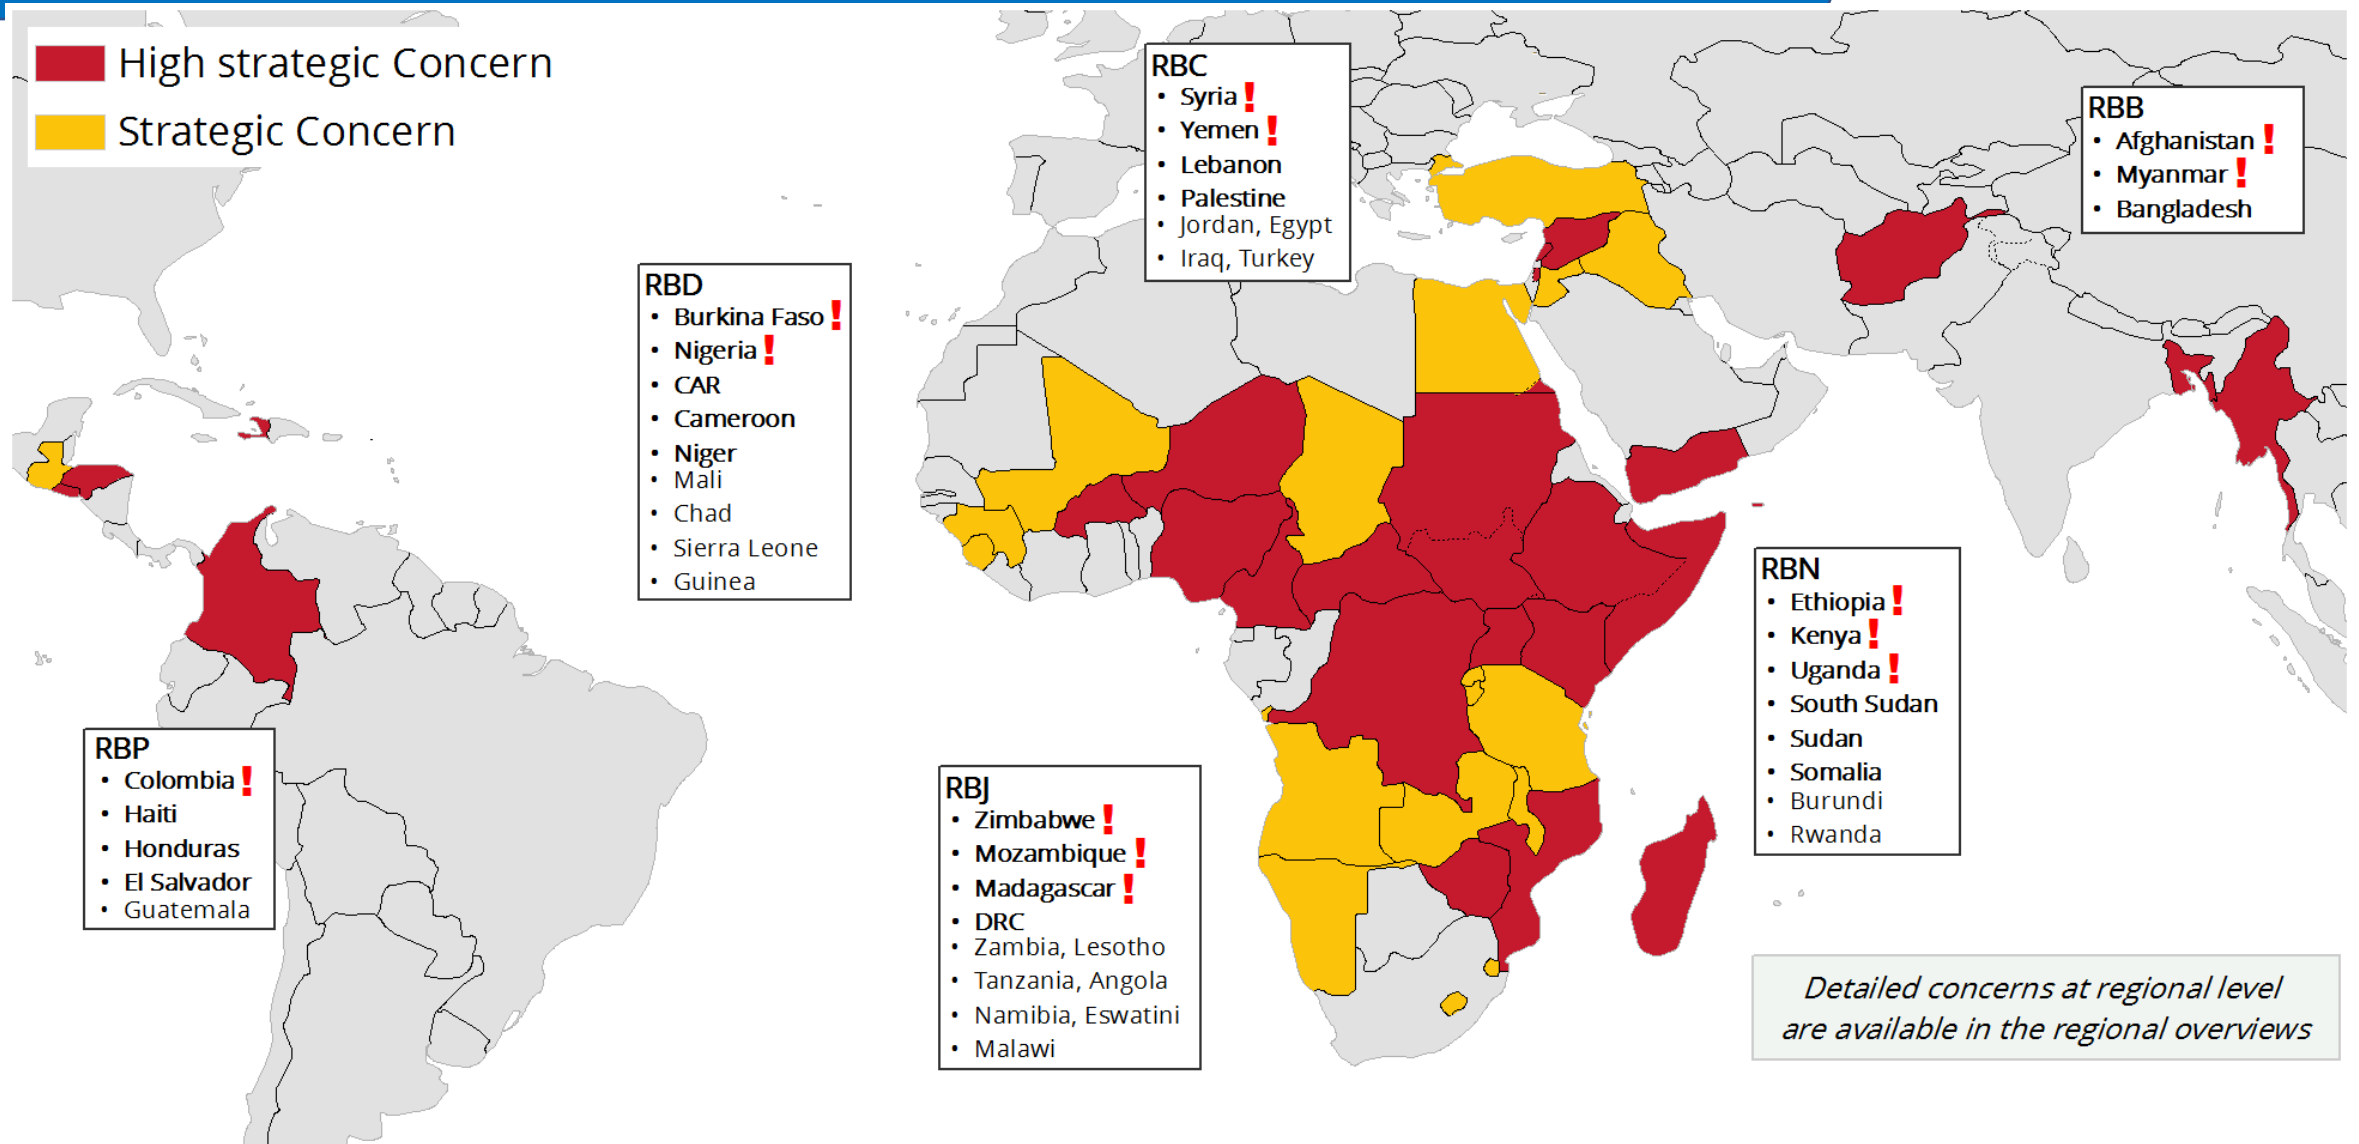 High strategic Concern
Strategic Concern
RBC
• Syria !
• Yemen !
• Lebanon
• Palestine
• Jordan, Egypt
• Iraq, Turkey
RBB
• Afghanistan !
• Myanmar !
• Bangladesh
RBD
• Burkina Faso !
• Nigeria !
• CAR
• Cameroon
• Niger
• Mali
• Chad
• Sierra Leone
• Guinea
RBN
• Ethiopia !
• Kenya !
• Uganda !
• South Sudan
• Sudan
• Somalia
• Burundi
• Rwanda
RBP
• Colombia !
• Haiti
• Honduras
• El Salvador
• Guatemala
RBJ
• Zimbabwe !
• Mozambique !
• Madagascar !
• DRC
• Zambia, Lesotho
• Tanzania, Angola
• Namibia, Eswatini
• Malawi
Detailed concerns at regional level
are available in the regional overviews